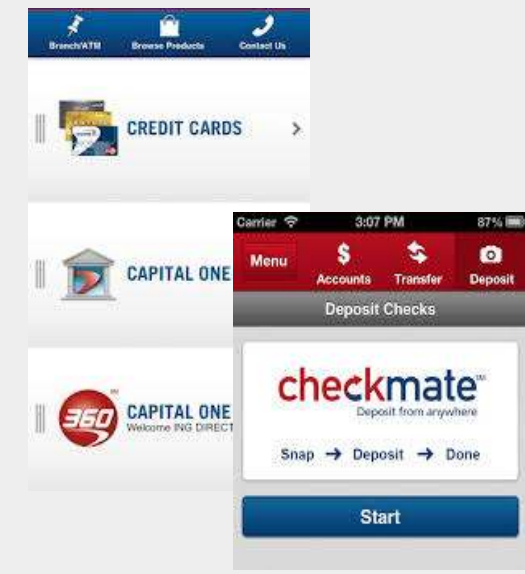 Branch/ATM Browse Products Contact Us
CREDIT CARDS
CAPITAL ONE
360
CAPITAL ONE
Welcome ING DIRECT
Carrier 3:07 PM 87%
Menu Accounts Transfer Deposit
Deposit Checks
checkmate℠
Deposit from anywhere
Snap → Deposit → Done
Start